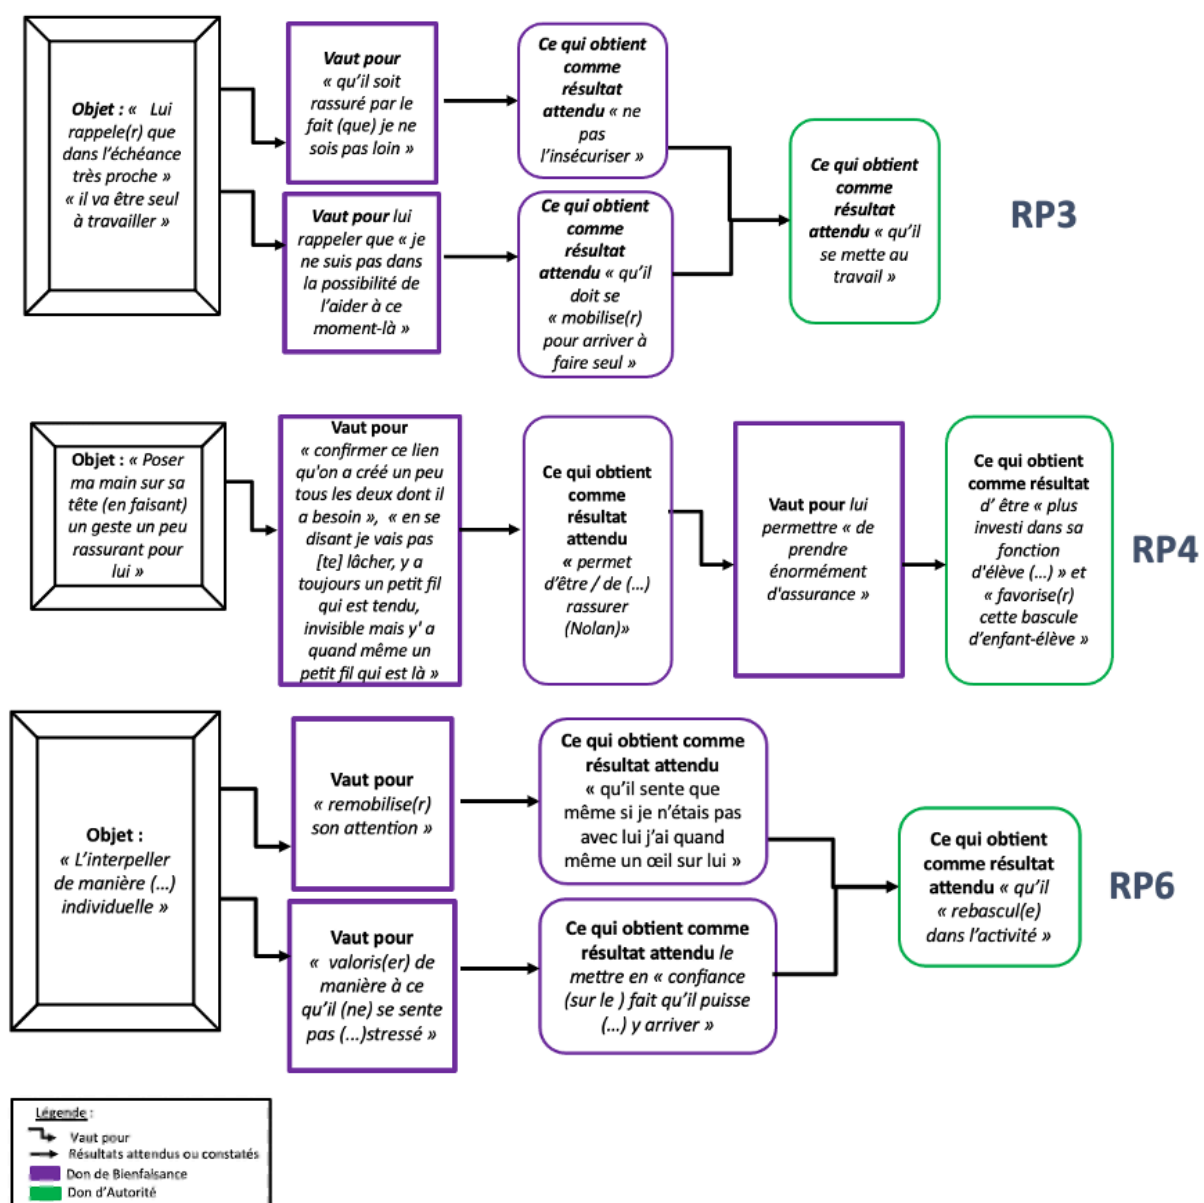 Objet : « Lui
rappele(r) que
dans l'échéance
très proche »
« il va être seul
à travailler »
Vaut pour
« qu'il soit
rassuré par le
fait (que) je ne
sois pas loin »
Ce qui obtient
comme
résultat
attendu « ne
pas
l'insécuriser »
Vaut pour lui
rappeler que « je
ne suis pas dans
la possibilité de
l'aider à ce
moment-là »
Ce qui obtient
comme
résultat
attendu « qu'il
doit se
« mobilise(r)
pour arriver à
faire seul »
Ce qui obtient
comme
résultat
attendu « qu'il
se mette au
travail »
RP3
Objet : « Poser
ma main sur sa
tête (en faisant)
un geste un peu
rassurant pour
lui »
Vaut pour
« confirmer ce lien
qu'on a créé un peu
tous les deux dont il
a besoin », « en se
disant je vais pas
[te] lâcher, y a
toujours un petit fil
qui est tendu,
invisible mais y' a
quand même un
petit fil qui est là »
Ce qui obtient
comme
résultat
attendu
« permet
d'être / de (...)
rassurer
(Nolan)»
Vaut pour lui
permettre « de
prendre
énormément
d'assurance »
Ce qui obtient
comme résultat
d' être « plus
investi dans sa
fonction
d'élève (...) » et
« favorise(r)
cette bascule
d'enfant-élève »
RP4
Objet :
« L'interpeller
de manière (...)
individuelle »
Vaut pour
« remobilise(r)
son attention »
Ce qui obtient comme
résultat attendu
« qu'il sente que
même si je n'étais pas
avec lui j'ai quand
même un œil sur lui »
Vaut pour
« valoris(er) de
manière à ce
qu'il (ne) se sente
pas (...)stressé »
Ce qui obtient comme
résultat attendu le
mettre en « confiance
(sur le ) fait qu'il puisse
(...) y arriver »
Ce qui obtient
comme résultat
attendu « qu'il
« rebascul(e)
dans l'activité »
RP6
Légende :
Vaut pour
Résultats attendus ou constatés
Don de Bienfaisance
Don d'Autorité